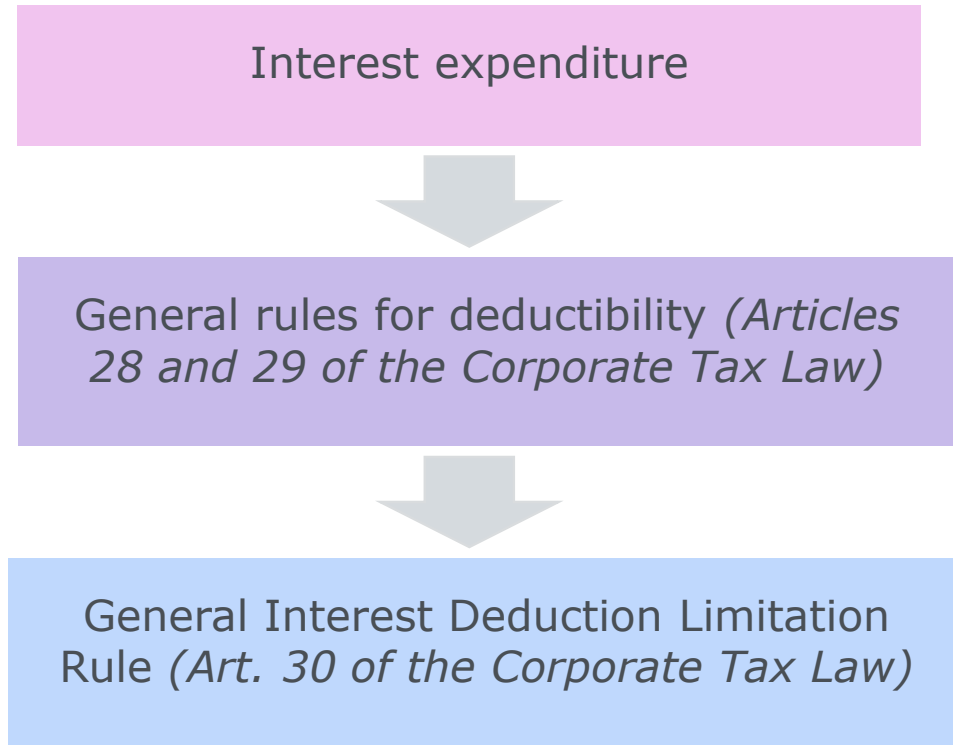 Interest expenditure
General rules for deductibility (Articles
28 and 29 of the Corporate Tax Law)
General Interest Deduction Limitation
Rule (Art. 30 of the Corporate Tax Law)